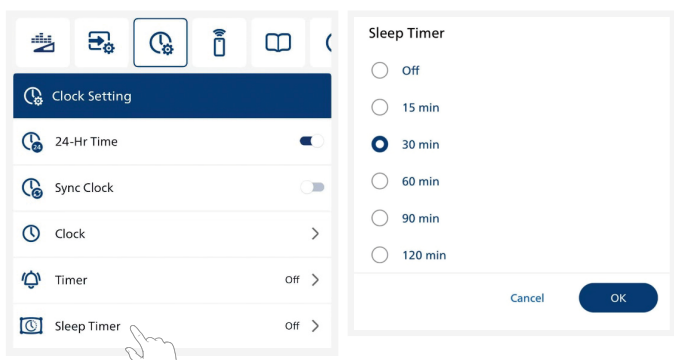 Clock Setting
24
24-Hr Time
Sync Clock
Clock
Timer Off
Sleep Timer Off
Sleep Timer
Off
15 min
30 min
60 min
90 min
120 min
Cancel OK